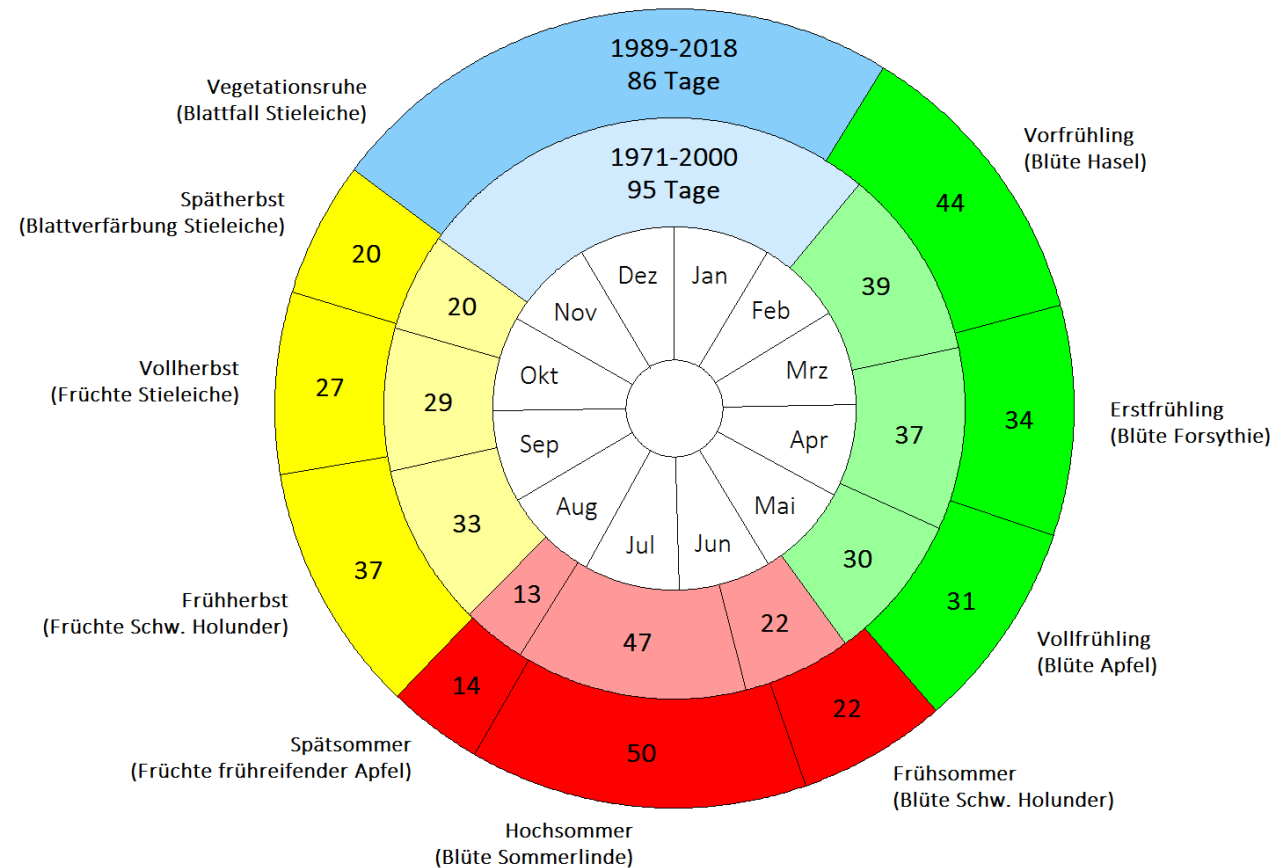 1989-2018
86 Tage
1971-2000
95 Tage
Vegetationsruhe
(Blattfall Stieleiche)
Vorfrühling
(Blüte Hasel)
44
39
Erstfrühling
(Blüte Forsythie)
34
37
Vollfrühling
(Blüte Apfel)
31
30
Frühsommer
(Blüte Schw. Holunder)
22
22
Hochsommer
(Blüte Sommerlinde)
50
47
Spätsommer
(Früchte frühreifender Apfel)
14
13
Frühherbst
(Früchte Schw. Holunder)
37
33
Vollherbst
(Früchte Stieleiche)
27
29
Spätherbst
(Blattverfärbung Stieleiche)
20
20
Jan
Feb
Mrz
Apr
Mai
Jun
Jul
Aug
Sep
Okt
Nov
Dez